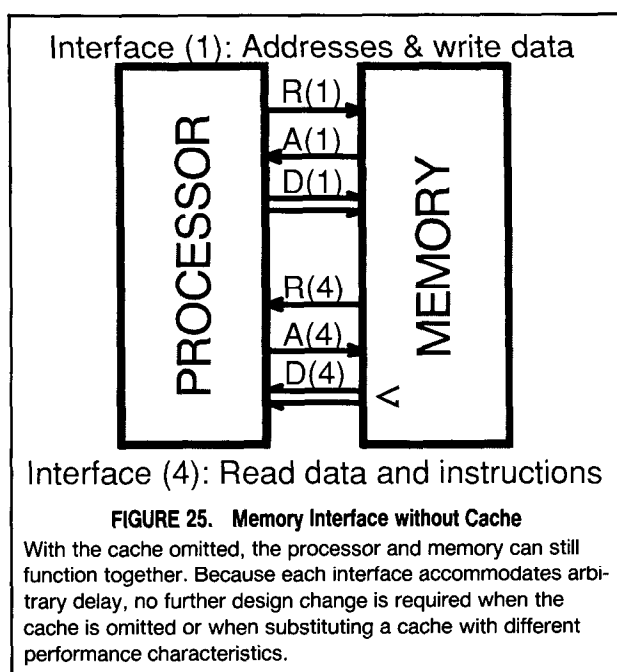 Interface (1): Addresses & write data
R(1)
A(1)
D(1)
PROCESSOR
MEMORY
R(4)
A(4)
D(4)
<
Interface (4): Read data and instructions
FIGURE 25. Memory Interface without Cache
With the cache omitted, the processor and memory can still
function together. Because each interface accommodates arbi-
trary delay, no further design change is required when the
cache is omitted or when substituting a cache with different
performance characteristics.